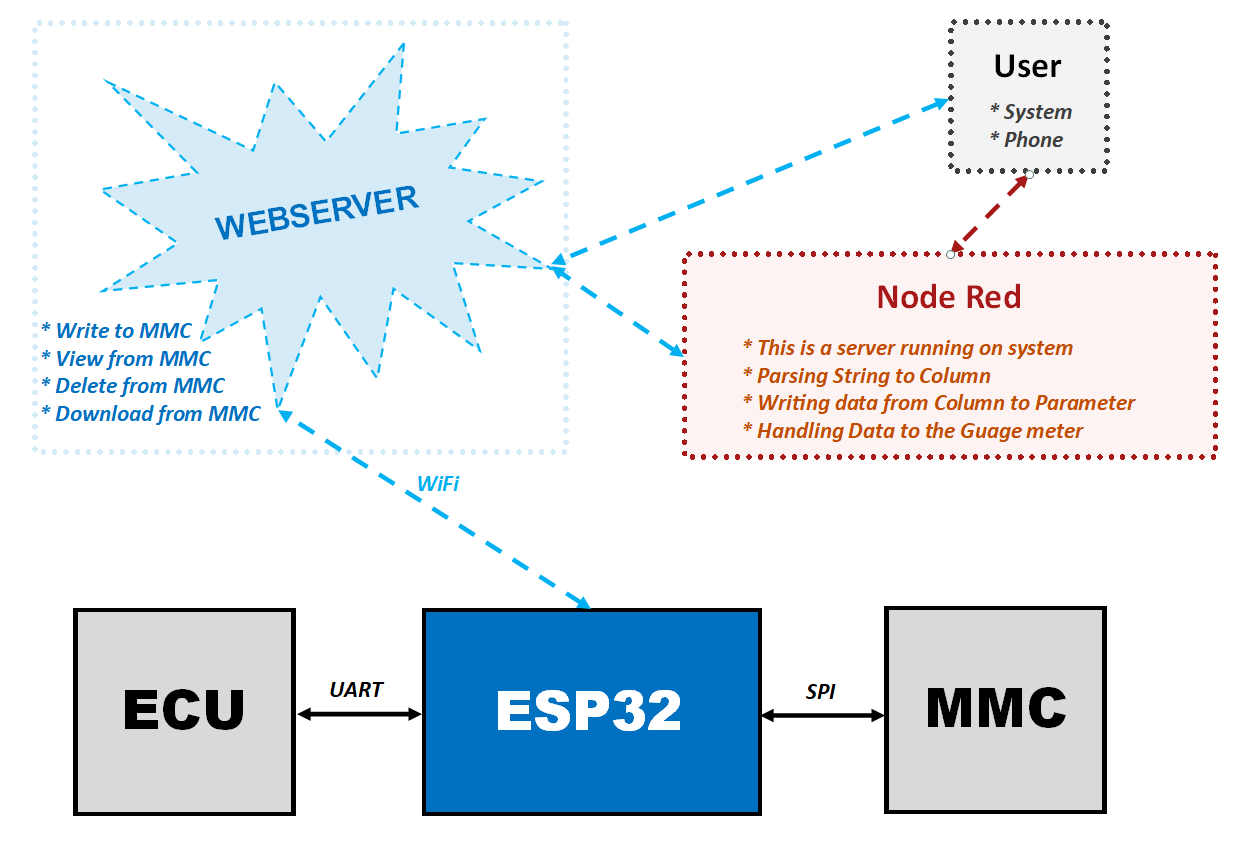 WEBSERVER
* Write to MMC
* View from MMC
* Delete from MMC
* Download from MMC
User
* System
* Phone
Node Red
* This is a server running on system
* Parsing String to Column
* Writing data from Column to Parameter
* Handling Data to the Guage meter
WiFi
ECU
UART
ESP32
SPI
MMC